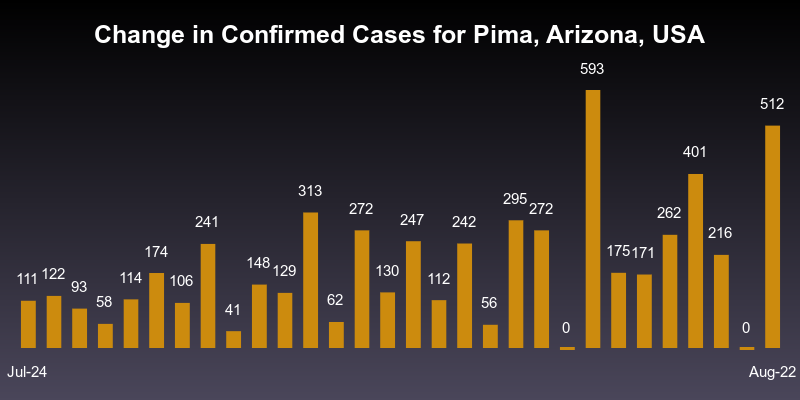 Change in Confirmed Cases for Pima, Arizona, USA
111 122 93 58 114 174 106 241 41 148 129 313 62 272 130 247 112 242 56 295 272 0 593 175 171 262 401 216 0 512
Jul-24 Aug-22